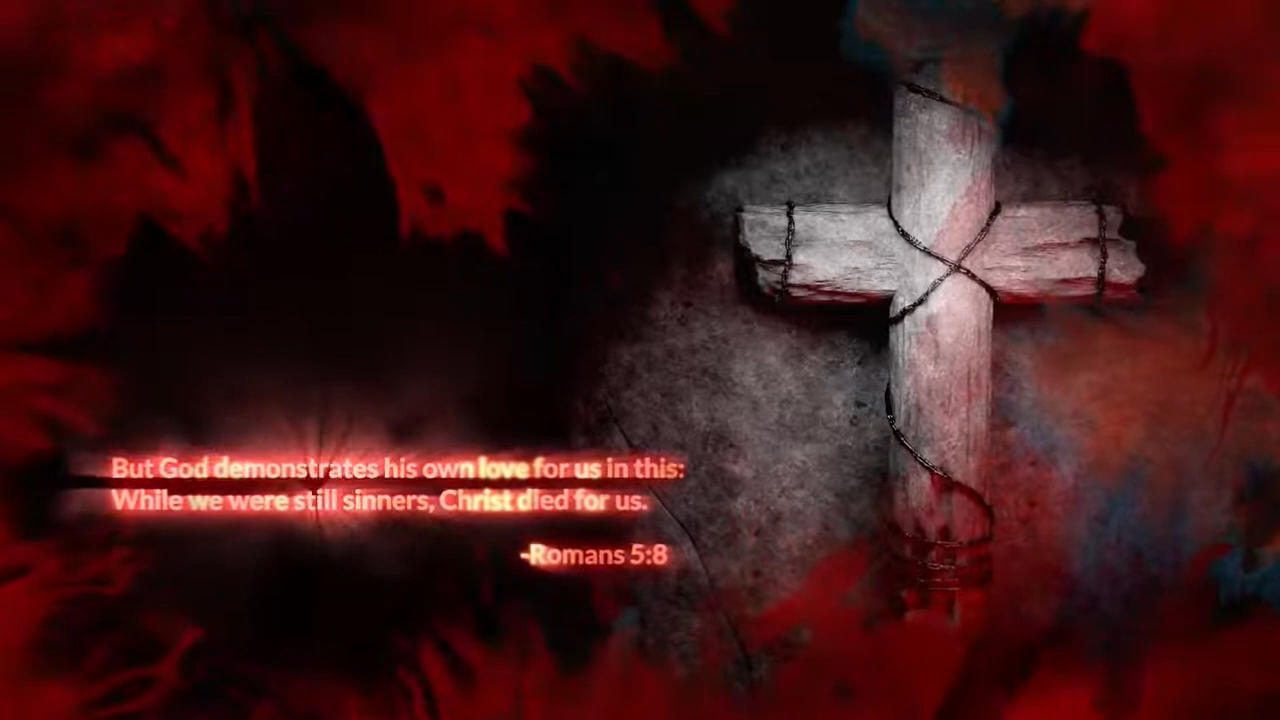 But God demonstrates his own love for us in this:
While we were still sinners, Christ died for us.
-Romans 5:8